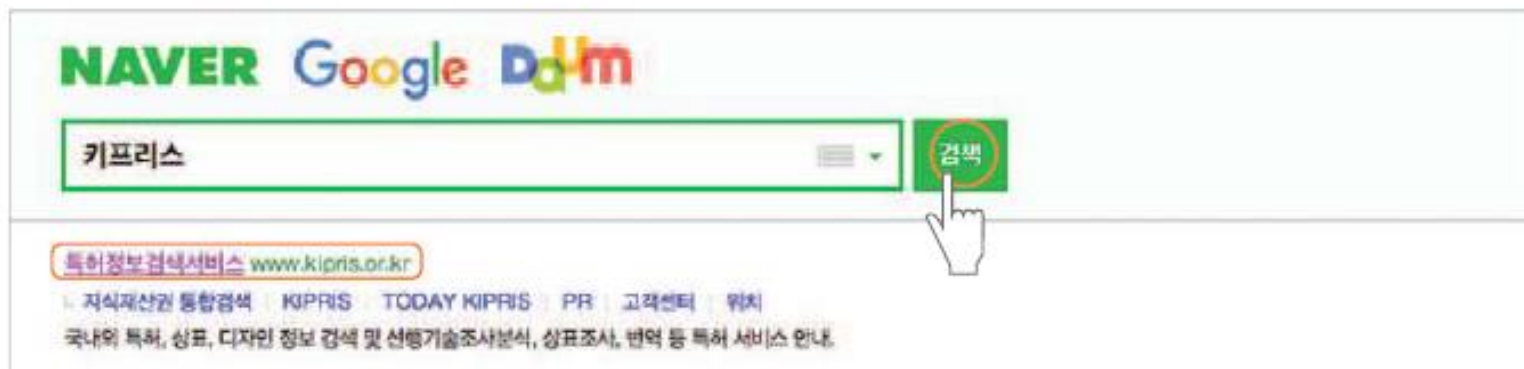 NAVER Google Daum
키프리스 검색
특허정보검색서비스 www.kipris.or.kr
지식재산권 통합검색 KIPRIS TODAY KIPRIS PR 고객센터 위치
국내외 특허, 상표, 디자인 정보 검색 및 선행기술조사분석, 상표조사, 번역 등 특허 서비스 안내.